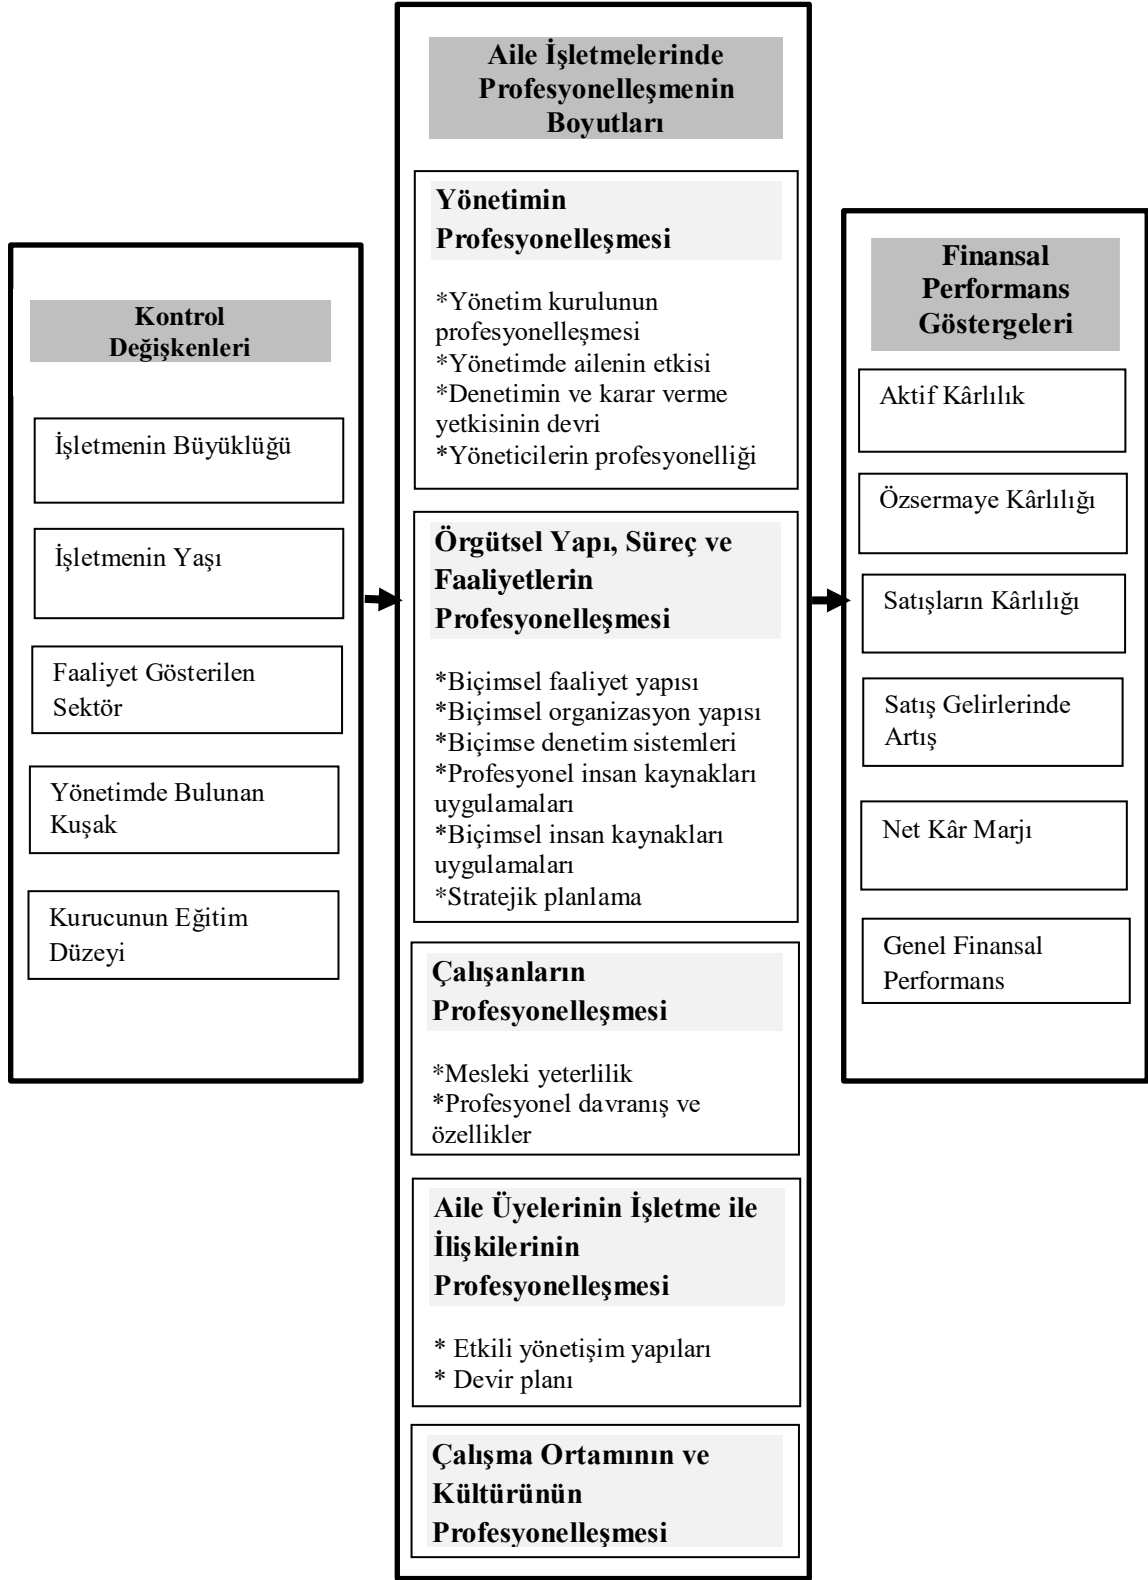 Kontrol
Değişkenleri
İşletmenin Büyüklüğü
İşletmenin Yaşı
Faaliyet Gösterilen
Sektör
Yönetimde Bulunan
Kuşak
Kurucunun Eğitim
Düzeyi
Aile İşletmelerinde
Profesyonelleşmenin
Boyutları
Yönetimin
Profesyonelleşmesi
*Yönetim kurulunun
profesyonelleşmesi
*Yönetimde ailenin etkisi
*Denetimin ve karar verme
yetkisinin devri
*Yöneticilerin profesyonelliği
Örgütsel Yapı, Süreç ve
Faaliyetlerin
Profesyonelleşmesi
*Biçimsel faaliyet yapısı
*Biçimsel organizasyon yapısı
*Biçimse denetim sistemleri
*Profesyonel insan kaynakları
uygulamaları
*Biçimsel insan kaynakları
uygulamaları
*Stratejik planlama
Çalışanların
Profesyonelleşmesi
*Mesleki yeterlilik
*Profesyonel davranış ve
özellikler
Aile Üyelerinin İşletme ile
İlişkilerinin
Profesyonelleşmesi
* Etkili yönetişim yapıları
* Devir planı
Çalışma Ortamının ve
Kültürünün
Profesyonelleşmesi
Finansal
Performans
Göstergeleri
Aktif Kârlılık
Özsermaye Kârlılığı
Satışların Kârlılığı
Satış Gelirlerinde
Artış
Net Kâr Marjı
Genel Finansal
Performans